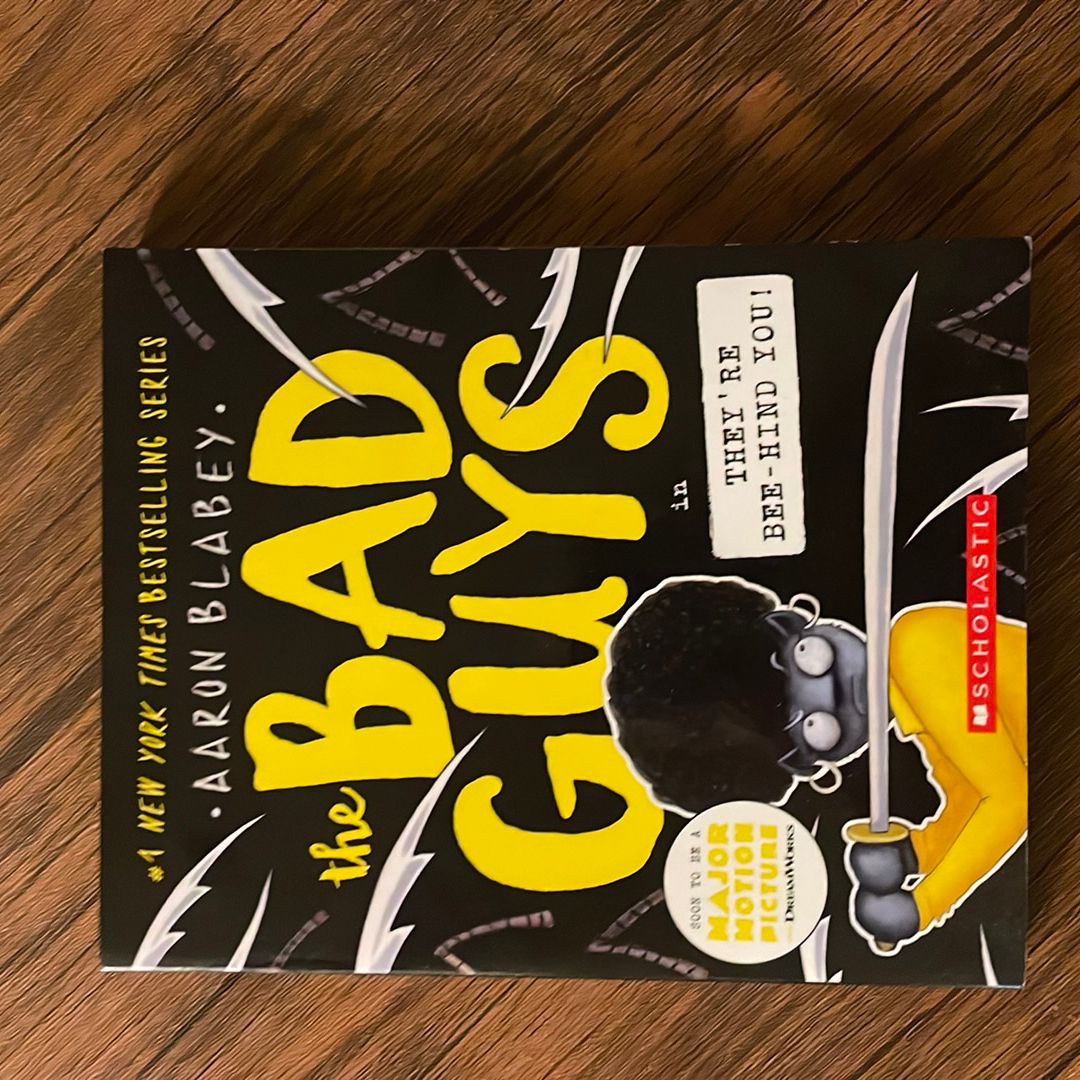 #1 NEW YORK TIMES BESTSELLING SERIES
·AARON BLABEY·
the
BAD
GUYS
in
THEY'RE
BEE-HIND YOU!
SOON TO BE A
MAJOR
MOTION
PICTURE
DREAMWORKS
SCHOLASTIC